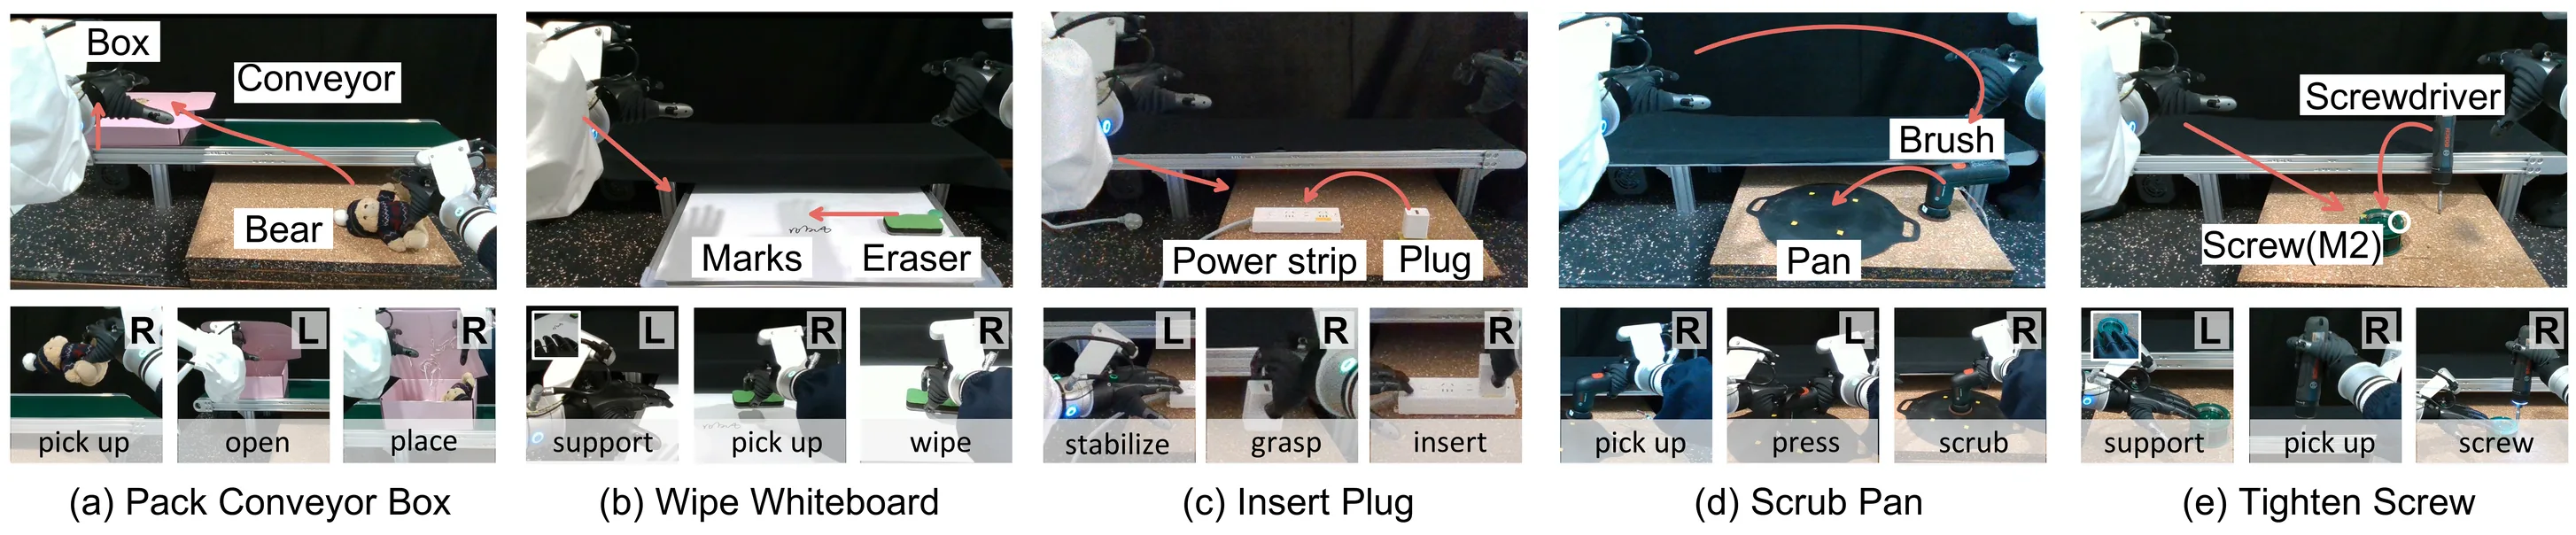 Box
Conveyor
Bear
R
pick up
L
open
R
place
(a) Pack Conveyor Box
Marks
Eraser
L
support
R
pick up
R
wipe
(b) Wipe Whiteboard
Power strip
Plug
L
stabilize
R
grasp
R
insert
(c) Insert Plug
Brush
Pan
R
pick up
L
press
R
scrub
(d) Scrub Pan
Screwdriver
Screw(M2)
L
support
R
pick up
R
screw
(e) Tighten Screw